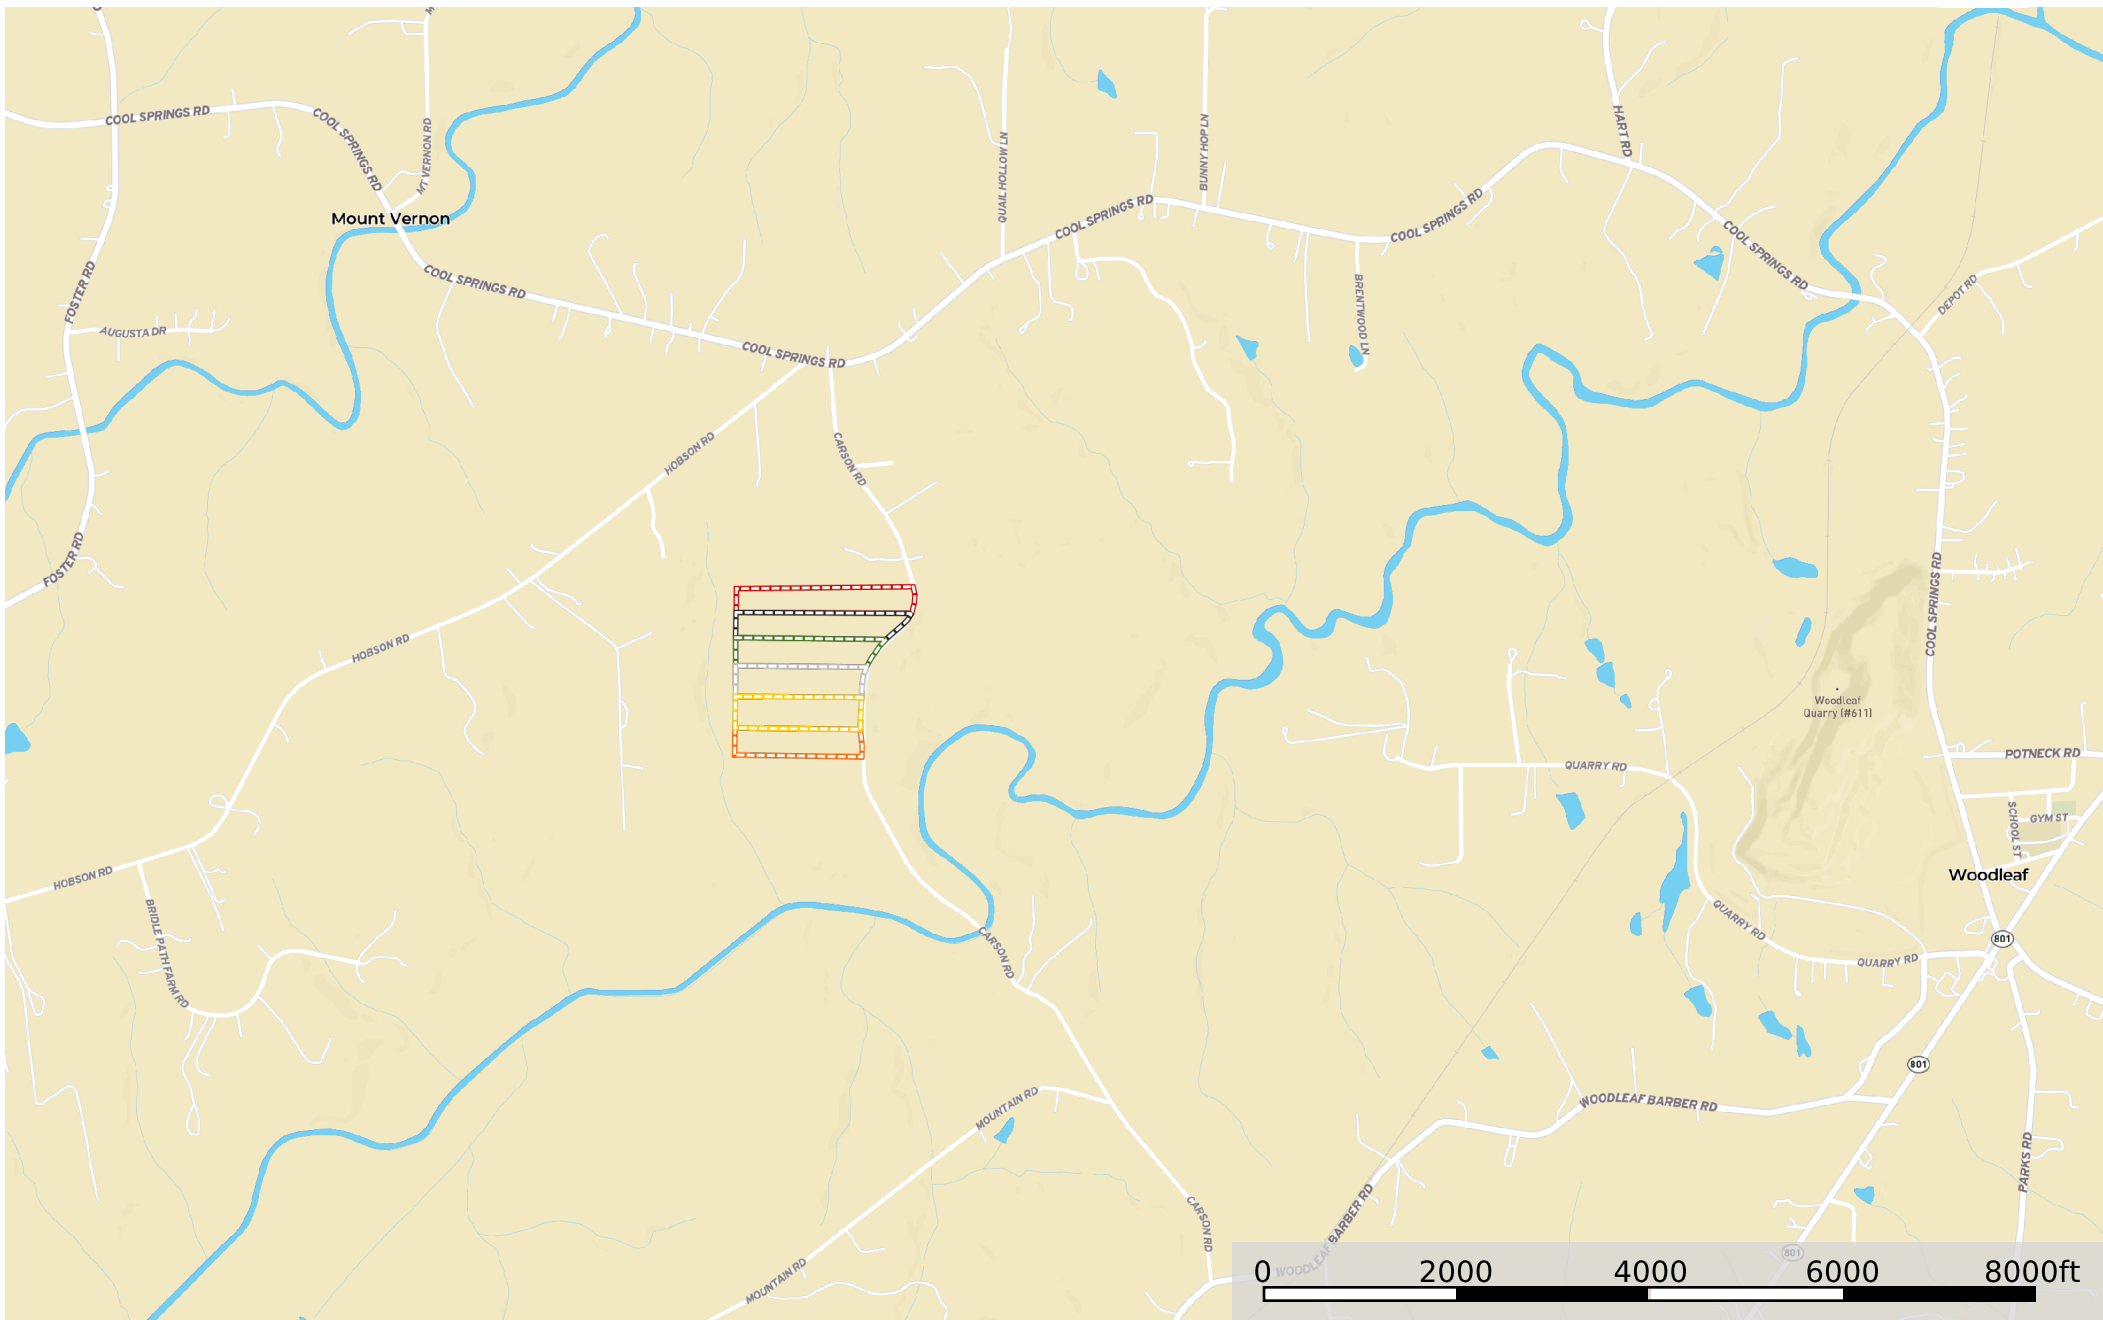 COOL SPRINGS RD
COOL SPRINGS RD
MT VERNON RD
Mount Vernon
QUAIL HOLLOW LN
BUNNY HOP LN
HART RD
COOL SPRINGS RD
COOL SPRINGS RD
COOL SPRINGS RD
FOSTER RD
COOL SPRINGS RD
DEPOT RD
AUGUSTA DR
BRENTWOOD LN
COOL SPRINGS RD
HOBSON RD
CARSON RD
FOSTER RD
COOL SPRINGS RD
HOBSON RD
Woodleaf
Quarry (#611)
POTNECK RD
QUARRY RD
SCHOOL ST
GYM ST
HOBSON RD
Woodleaf
BRIDLE PATH FARM RD
QUARRY RD
CARSON RD
801
QUARRY RD
801
MOUNTAIN RD
WOODLEAF BARBER RD
PARKS RD
CARSON RD
WOODLEAF BARBER RD
801
MOUNTAIN RD
0 2000 4000 6000 8000ft